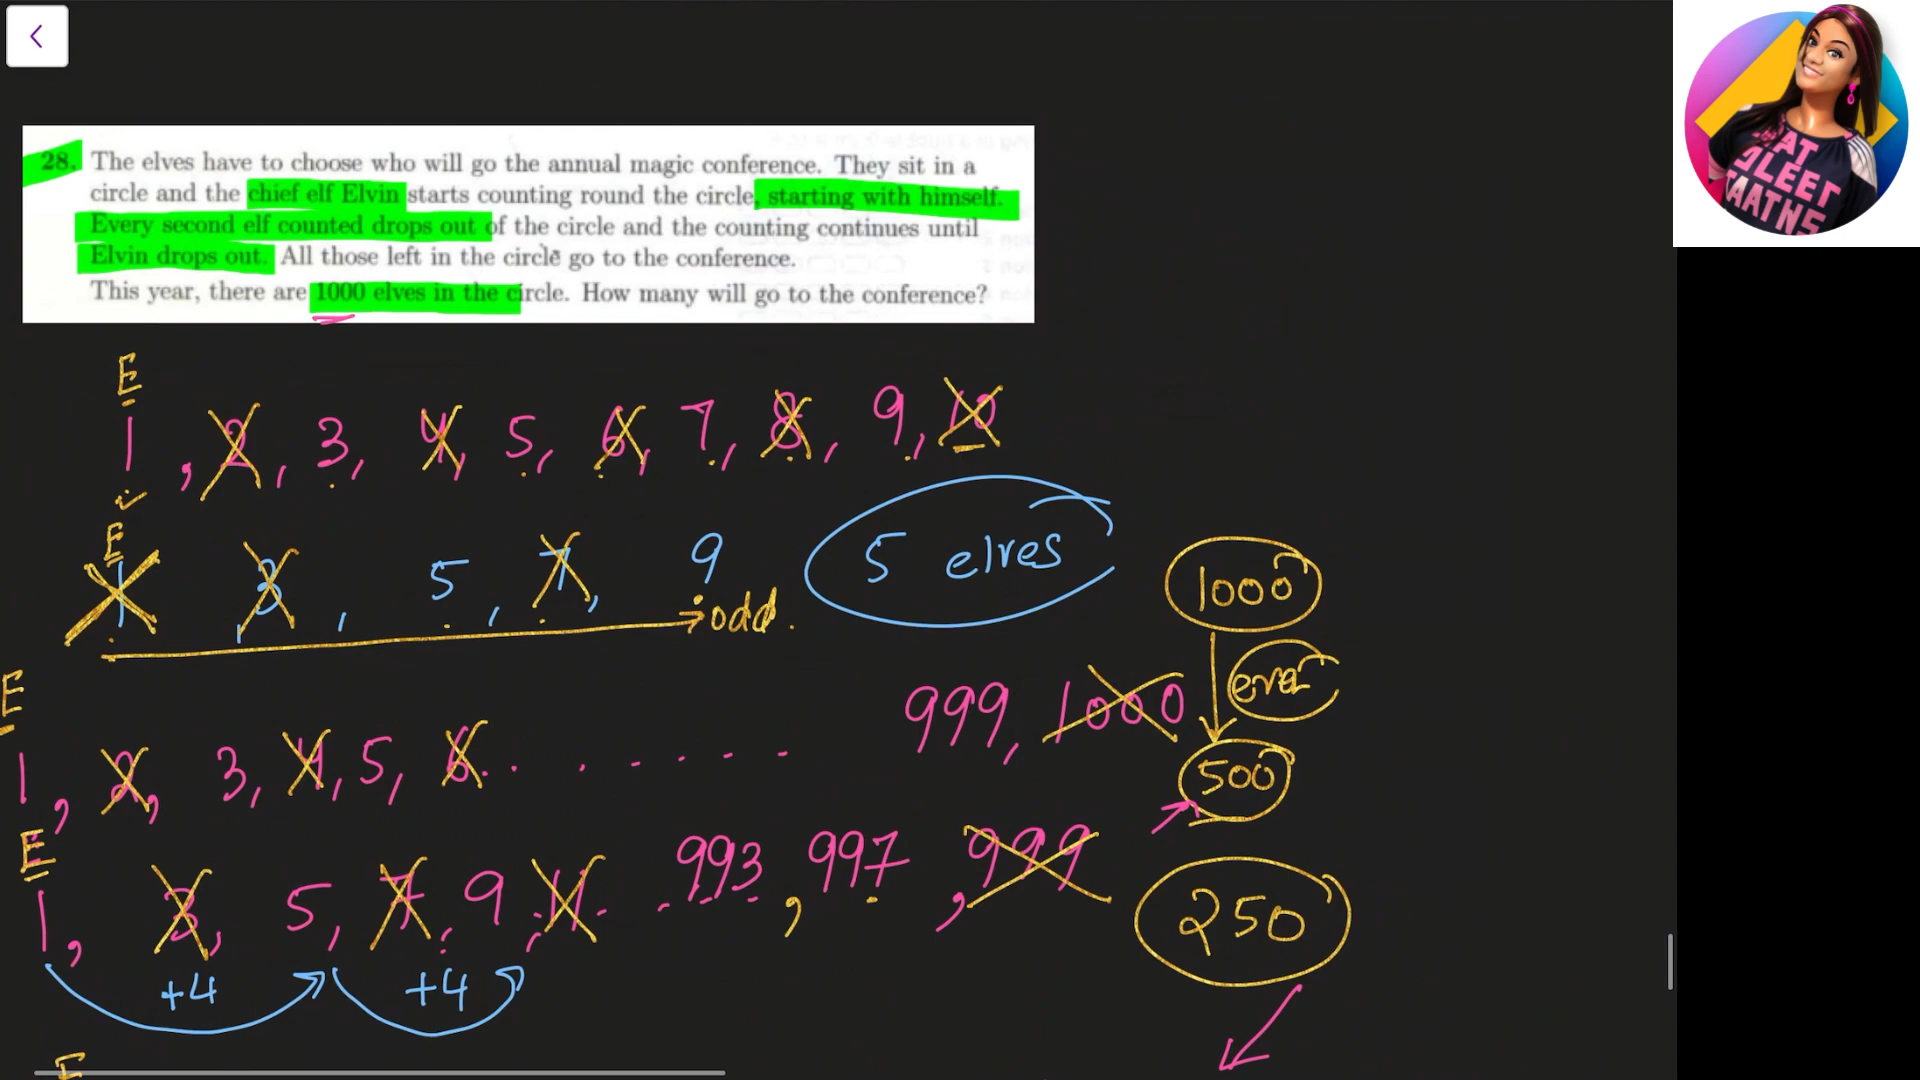 28. The elves have to choose who will go the annual magic conference. They sit in a
circle and the chief elf Elvin starts counting round the circle, starting with himself.
Every second elf counted drops out of the circle and the counting continues until
Elvin drops out. All those left in the circle go to the conference.
This year, there are 1000 elves in the circle. How many will go to the conference?
E
1, 2, 3, 4, 5, 6, 7, 8, 9, 10
E
1, 3, 5, 7, 9
odd.
5 elves
1000
E
1, 2, 3, 4, 5, 6 . . . . . . . 999, 1000
500
E
1, 3, 5, 7, 9, 11 . . . 993, 997, 999
250
+4 +4
E